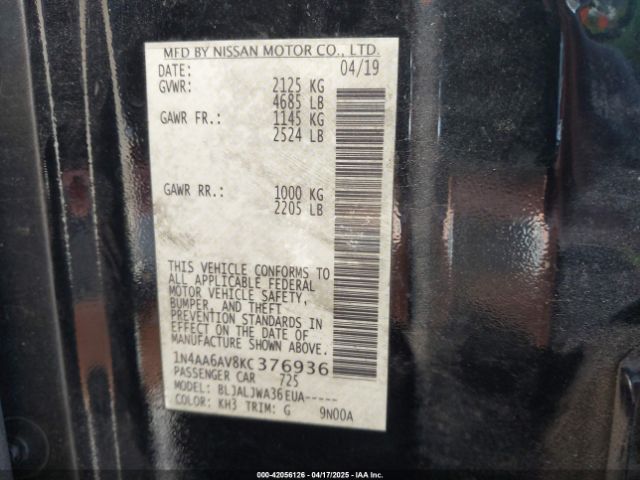 MFD BY NISSAN MOTOR CO., LTD.
DATE: 04/19
GVWR: 2125 KG
4685 LB
GAWR FR.: 1145 KG
2524 LB
GAWR RR.: 1000 KG
2205 LB
THIS VEHICLE CONFORMS TO
ALL APPLICABLE FEDERAL
MOTOR VEHICLE SAFETY,
BUMPER, AND THEFT
PREVENTION STANDARDS IN
EFFECT ON THE DATE OF
MANUFACTURE SHOWN ABOVE.
1N4AA6AV8KC376936
PASSENGER CAR 725
MODEL: BLJALJWA36EUA-----
COLOR: KH3 TRIM: G 9N00A
000-42056126 - 04/17/2025 - IAAI.COM